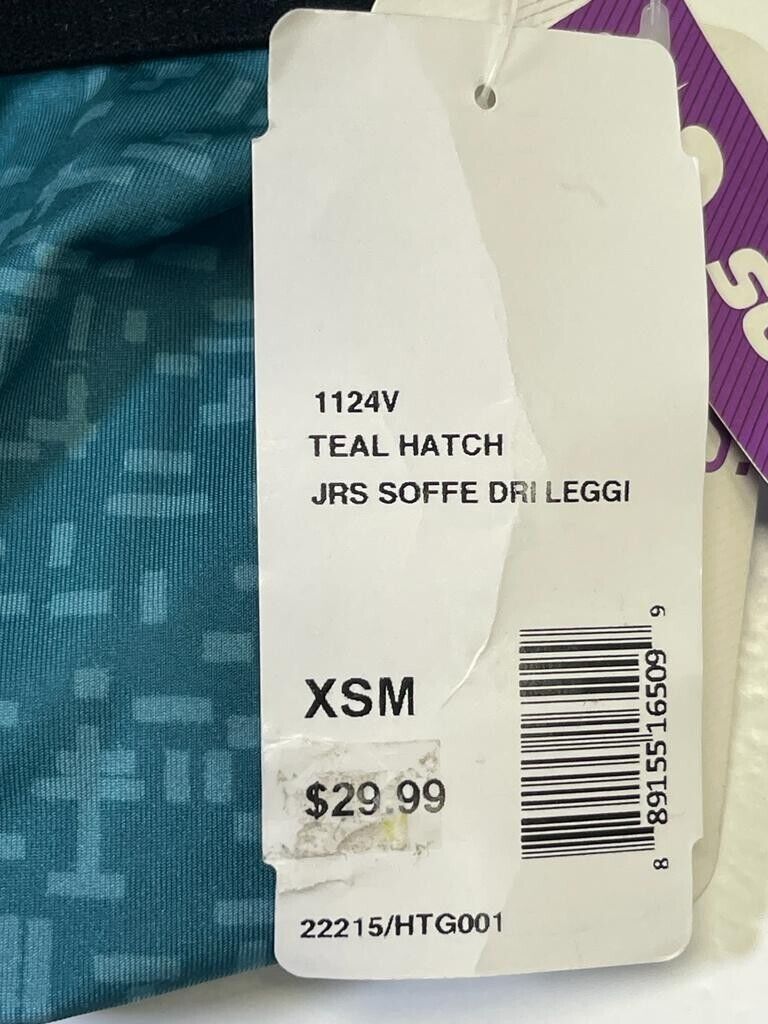 1124V
TEAL HATCH
JRS SOFFE DRI LEGGI
XSM
$29.99
8 89155 16509 9
22215/HTG001